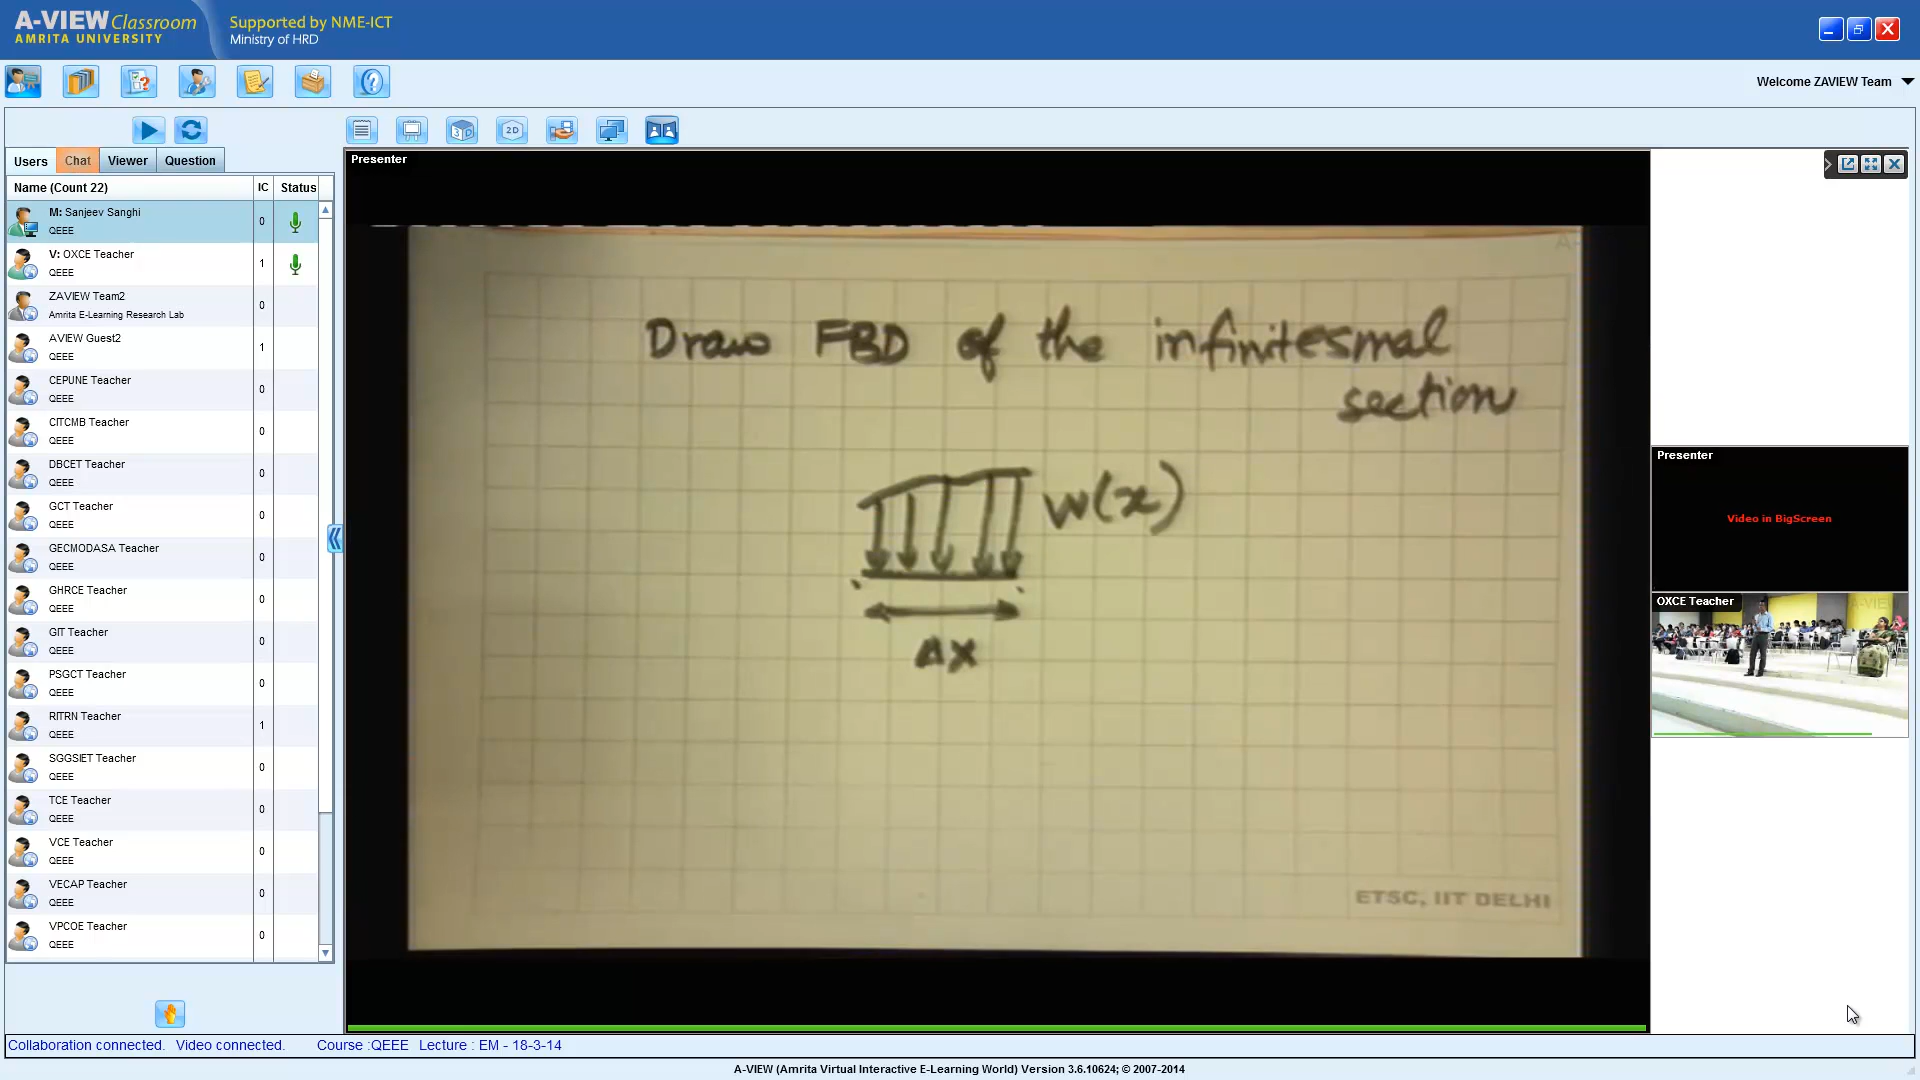 A-VIEW Classroom
AMRITA UNIVERSITY
Supported by NME-ICT
Ministry of HRD
Welcome ZAVIEW Team
3D
2D
Users Chat Viewer Question
Name (Count 22) IC Status
M: Sanjeev Sanghi
QEEE
0
V: OXCE Teacher
QEEE
1
ZAVIEW Team2
Amrita E-Learning Research Lab
0
AVIEW Guest2
QEEE
1
CEPUNE Teacher
QEEE
0
CITCMB Teacher
QEEE
0
DBCET Teacher
QEEE
0
GCT Teacher
QEEE
0
GECMODASA Teacher
QEEE
0
GHRCE Teacher
QEEE
0
GIT Teacher
QEEE
0
PSGCT Teacher
QEEE
0
RITRN Teacher
QEEE
1
SGGSIET Teacher
QEEE
0
TCE Teacher
QEEE
0
VCE Teacher
QEEE
0
VECAP Teacher
QEEE
0
VPCOE Teacher
QEEE
0
Presenter
Draw FBD of the infinitesmal
section
W(x)
Δx
ETSC, IIT DELHI
Presenter
Video in BigScreen
OXCE Teacher
Collaboration connected. Video connected. Course :QEEE Lecture : EM - 18-3-14
A-VIEW (Amrita Virtual Interactive E-Learning World) Version 3.6.10624; © 2007-2014